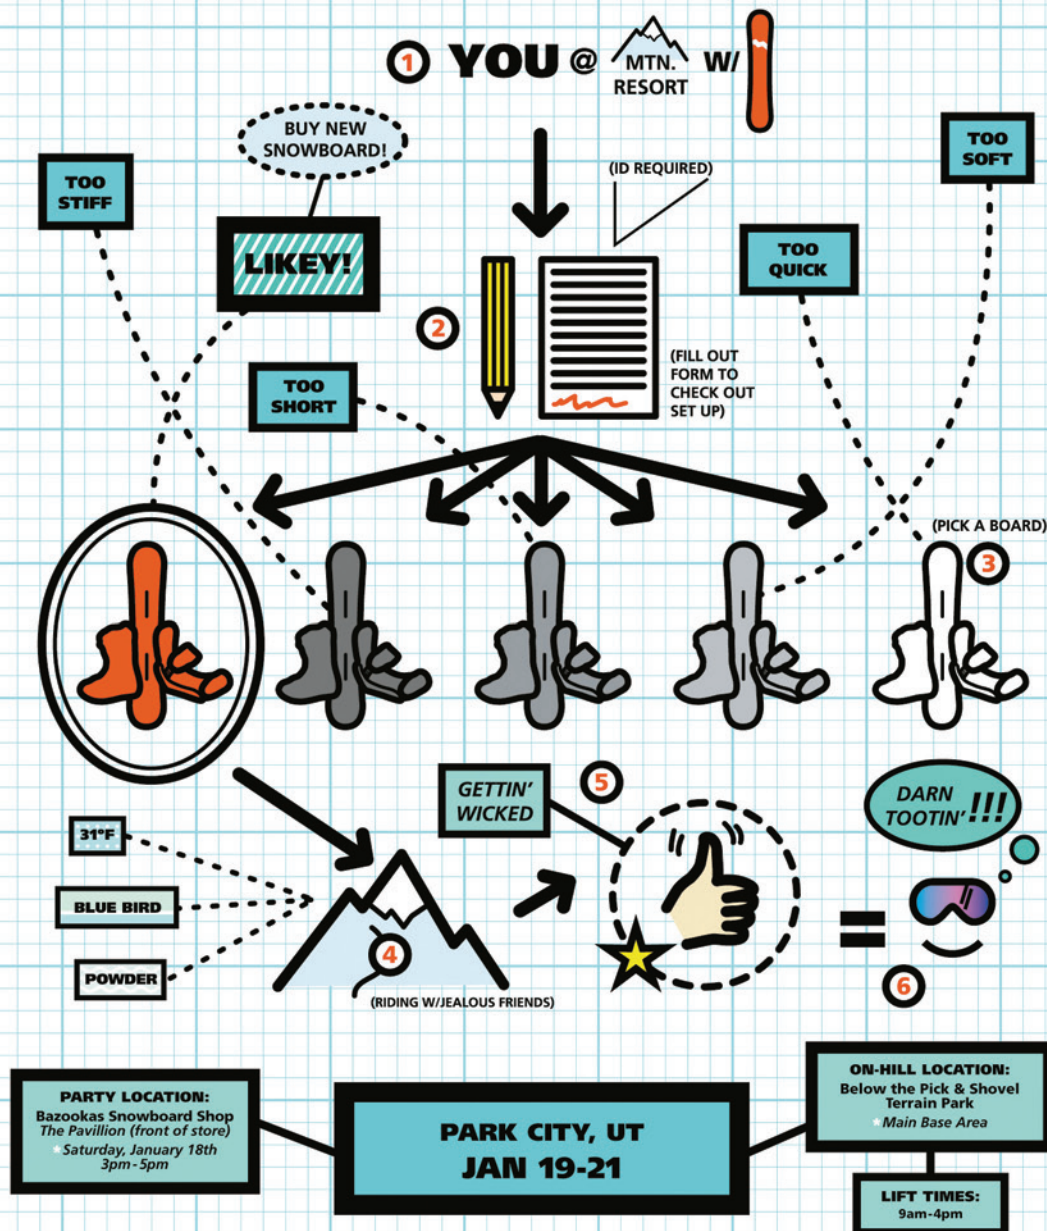 1 YOU @ MTN. RESORT W/
BUY NEW
SNOWBOARD!
TOO
STIFF
LIKEY!
(ID REQUIRED)
TOO
SOFT
TOO
QUICK
2
TOO
SHORT
(FILL OUT
FORM TO
CHECK OUT
SET UP)
(PICK A BOARD)
3
GETTIN'
WICKED
5
DARN
TOOTIN' !!!
31°F
BLUE BIRD
POWDER
4
(RIDING W/JEALOUS FRIENDS)
=
6
PARTY LOCATION:
Bazookas Snowboard Shop
The Pavillion (front of store)
*Saturday, January 18th
3pm-5pm
PARK CITY, UT
JAN 19-21
ON-HILL LOCATION:
Below the Pick & Shovel
Terrain Park
*Main Base Area
LIFT TIMES:
9am-4pm